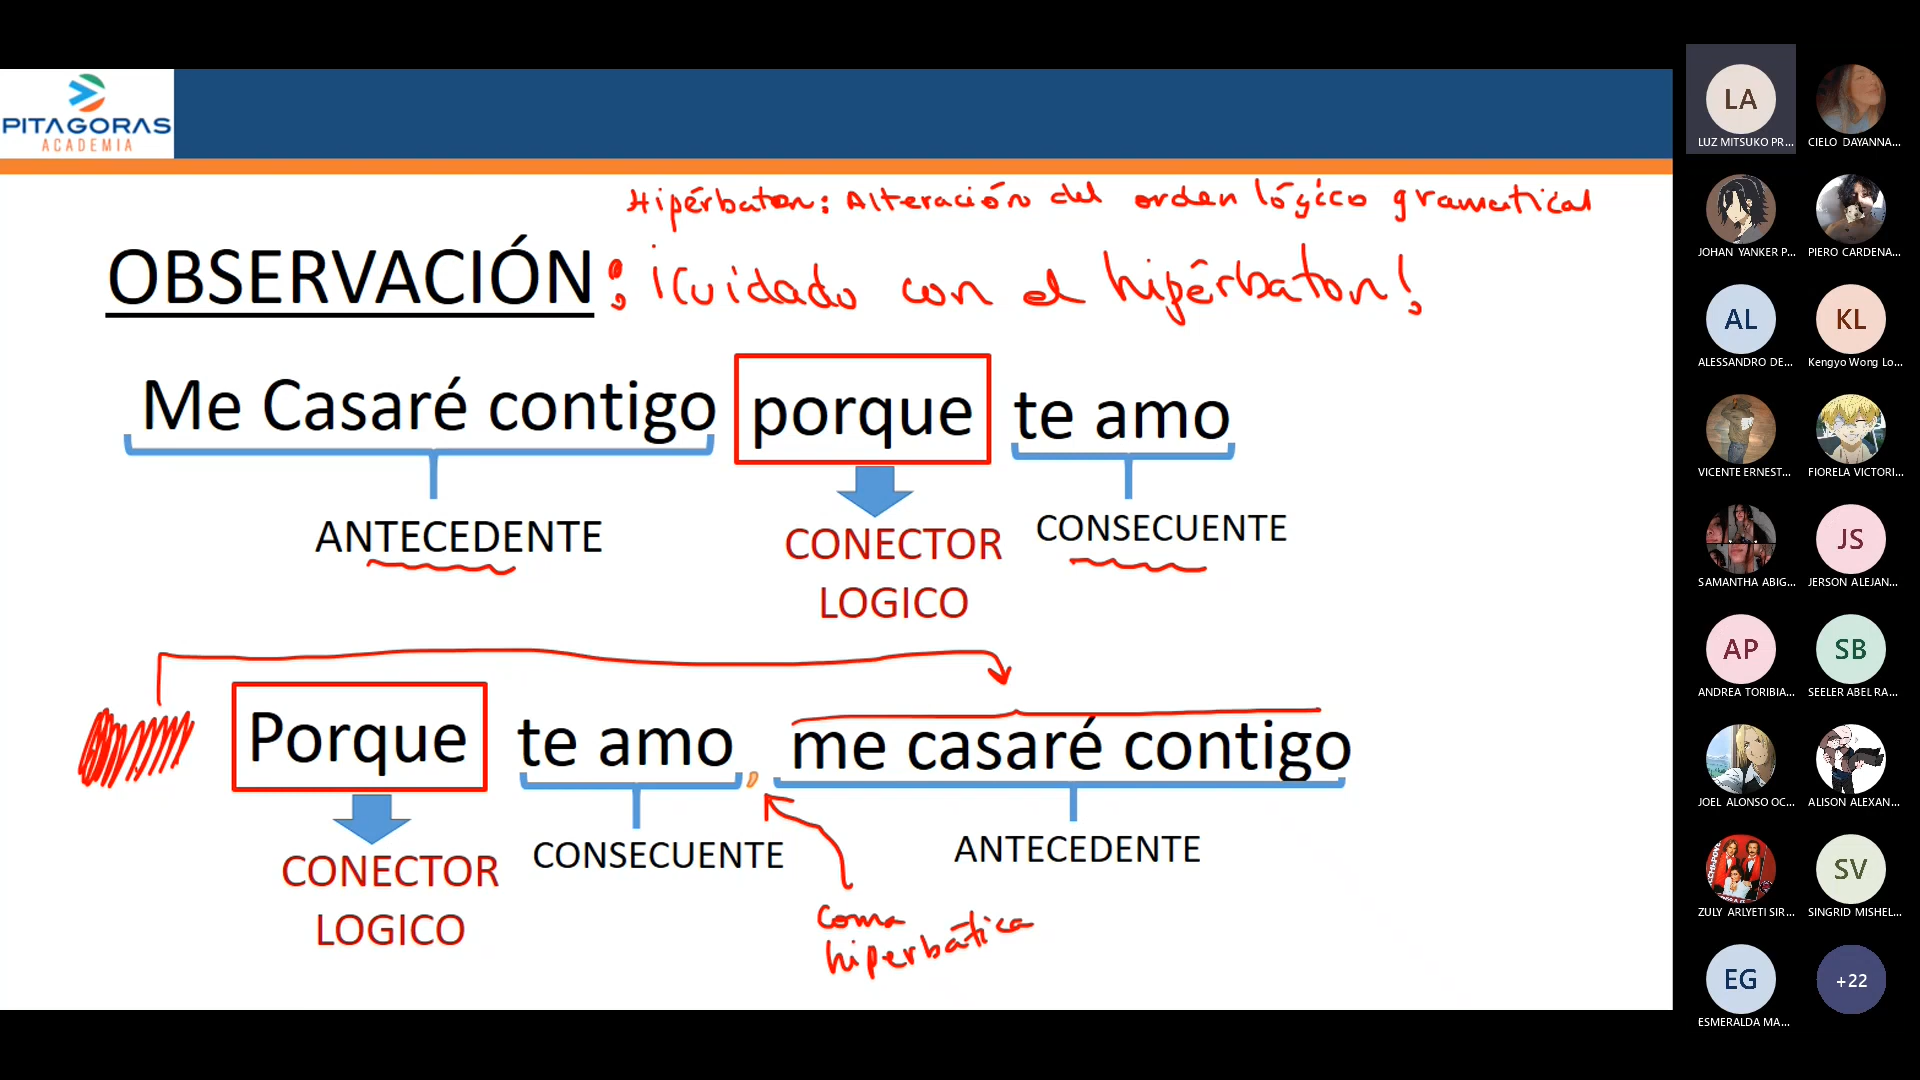 PITAGORAS
ACADEMIA
Hipérbaton: Alteración del orden lógico gramatical
OBSERVACIÓN: ¡Cuidado con el hipérbaton!
Me Casaré contigo porque te amo
ANTECEDENTE
CONECTOR
LOGICO
CONSECUENTE
Porque te amo, me casaré contigo
CONECTOR
LOGICO
CONSECUENTE
ANTECEDENTE
coma
hiperbática
LA
LUZ MITSUKO PR...
CIELO DAYANNA...
JOHAN YANKER P...
PIERO CARDENA...
AL
ALESSANDRO DE...
KL
Kengyo Wong Lo...
VICENTE ERNEST...
FIORELA VICTORI...
SAMANTHA ABIG...
JS
JERSON ALEJAN...
AP
ANDREA TORIBIA...
SB
SEELER ABEL RA...
JOEL ALONSO OC...
ALISON ALEXAN...
ZULY ARLYETI SIR...
SV
SINGRID MISHEL...
EG
ESMERALDA MA...
+22